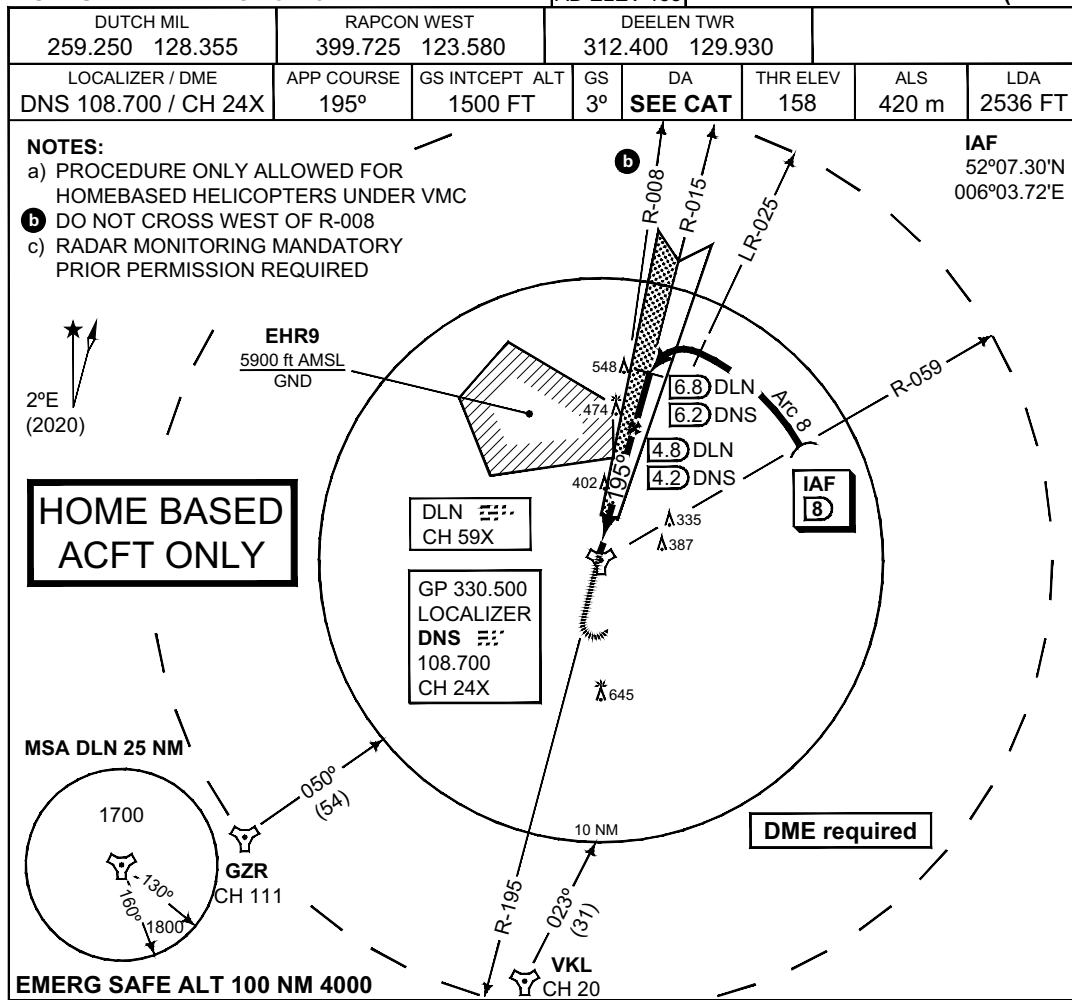 DUTCH MIL
259.250 128.355
RAPCON WEST
399.725 123.580
DEELEN TWR
312.400 129.930
LOCALIZER / DME
DNS 108.700 / CH 24X
APP COURSE
195º
GS INTCEPT ALT
1500 FT
GS
3º
DA
SEE CAT
THR ELEV
158
ALS
420 m
LDA
2536 FT
NOTES:
a) PROCEDURE ONLY ALLOWED FOR
HOMEBASED HELICOPTERS UNDER VMC
b DO NOT CROSS WEST OF R-008
c) RADAR MONITORING MANDATORY
PRIOR PERMISSION REQUIRED
b
R-008
R-015
LR-025
IAF
52º07.30'N
006º03.72'E
2ºE
(2020)
EHR9
5900 ft AMSL
GND
548
474
402
195º
6.8 DLN
6.2 DNS
4.8 DLN
4.2 DNS
Arc 8
R-059
IAF
8
335
387
HOME BASED
ACFT ONLY
DLN
CH 59X
GP 330.500
LOCALIZER
DNS
108.700
CH 24X
645
MSA DLN 25 NM
1700
130º
160º
1800
050º
(54)
GZR
CH 111
10 NM
R-195
023º
(31)
VKL
CH 20
DME required
EMERG SAFE ALT 100 NM 4000